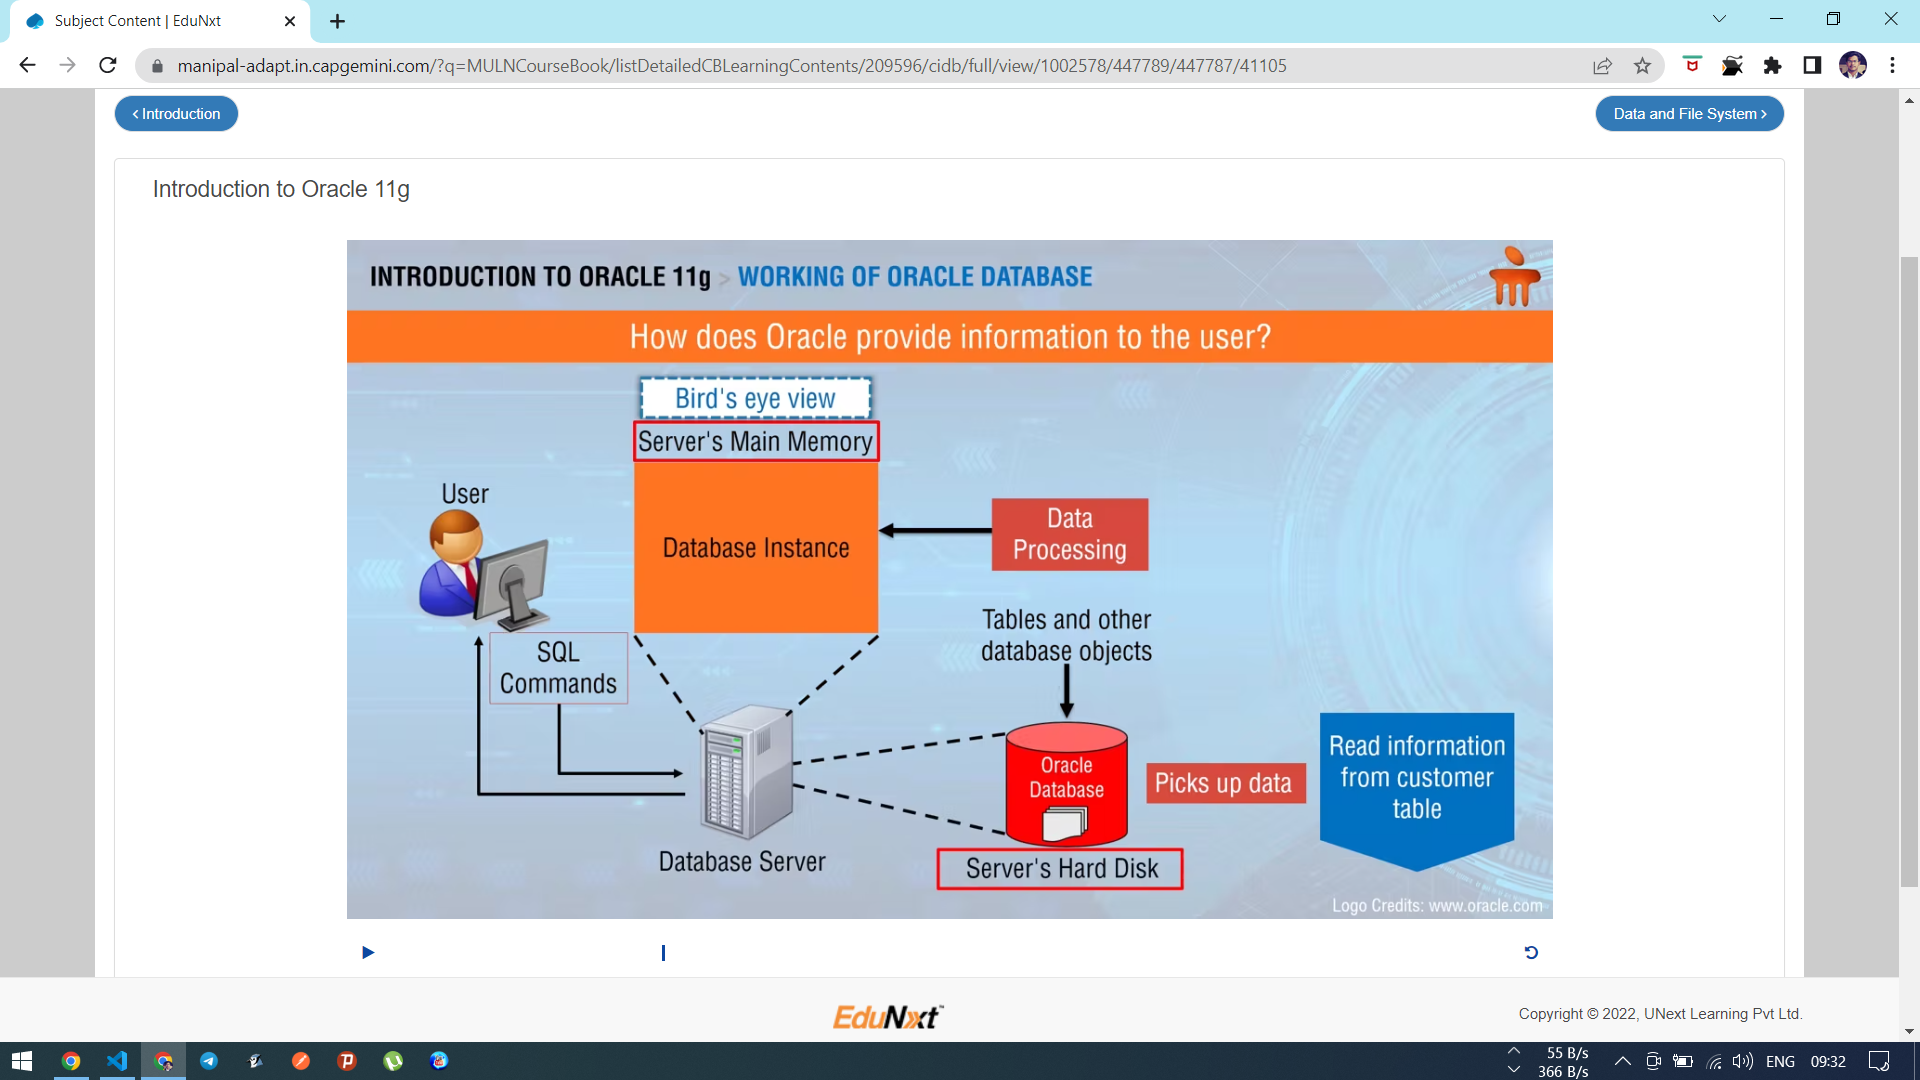 Subject Content | EduNxt
manipal-adapt.in.capgemini.com/?q=MULNCourseBook/listDetailedCBLearningContents/209596/cidb/full/view/1002578/447789/447787/41105
< Introduction
Data and File System >
Introduction to Oracle 11g
INTRODUCTION TO ORACLE 11g > WORKING OF ORACLE DATABASE
How does Oracle provide information to the user?
Bird's eye view
Server's Main Memory
User
Database Instance
Data
Processing
Tables and other
database objects
SQL
Commands
Oracle
Database
Picks up data
Read information
from customer
table
Database Server
Server's Hard Disk
Logo Credits: www.oracle.com
EduNxt™
Copyright © 2022, UNext Learning Pvt Ltd.
55 B/s
366 B/s
ENG
09:32